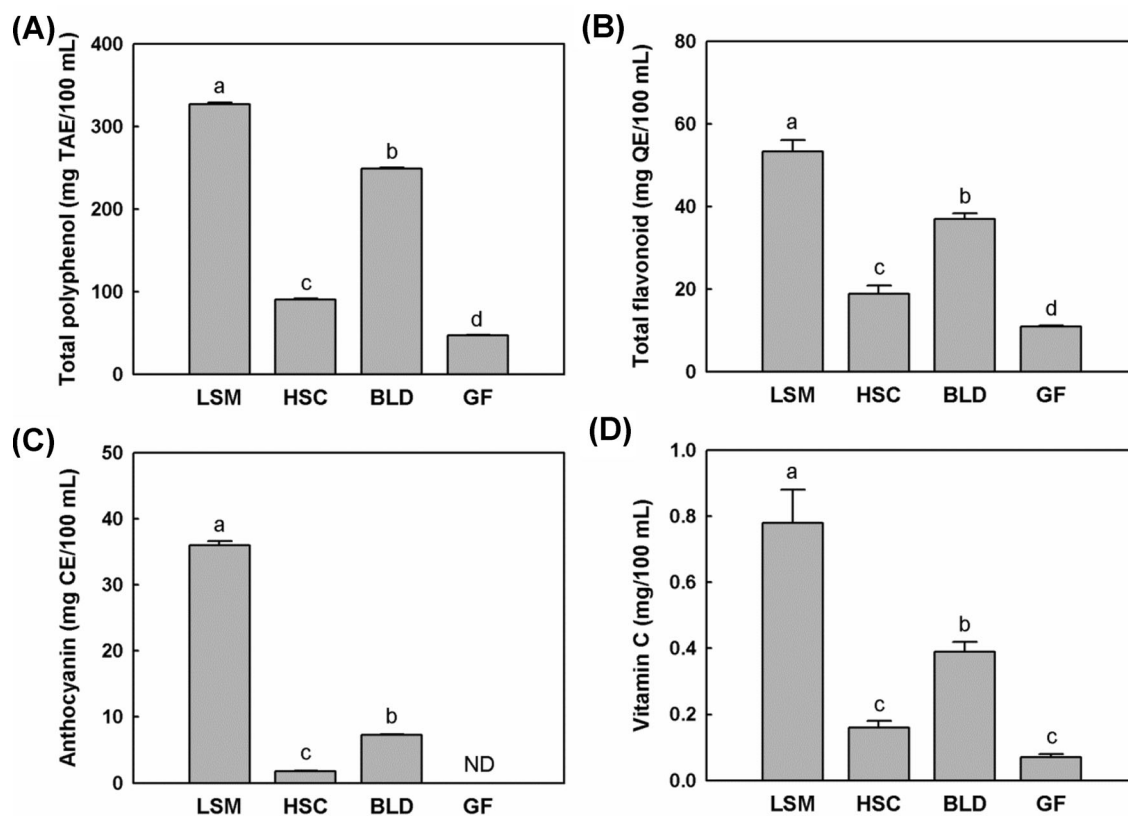 (A)
Total polyphenol (mg TAE/100 mL)
400
300
200
100
0
a
c
b
d
LSM HSC BLD GF
(B)
Total flavonoid (mg QE/100 mL)
80
60
40
20
0
a
c
b
d
LSM HSC BLD GF
(C)
Anthocyanin (mg CE/100 mL)
50
40
30
20
10
0
a
c
b
ND
LSM HSC BLD GF
(D)
Vitamin C (mg/100 mL)
1.0
0.8
0.6
0.4
0.2
0.0
a
c
b
c
LSM HSC BLD GF